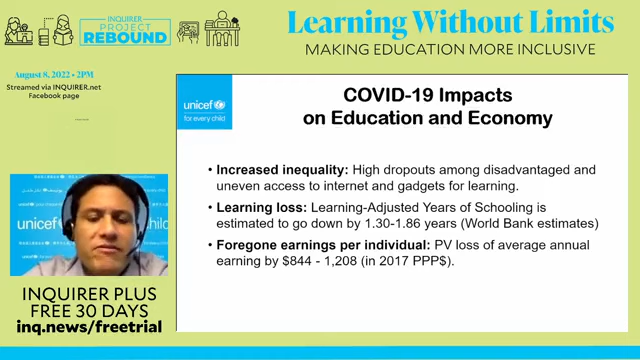 INQUIRER
PROJECT
REBOUND
Learning Without Limits
MAKING EDUCATION MORE INCLUSIVE
August 8, 2022 • 2PM
Streamed via INQUIRER.net
Facebook page
unicef
for every child
COVID-19 Impacts
on Education and Economy
• Increased inequality: High dropouts among disadvantaged and
uneven access to internet and gadgets for learning.
• Learning loss: Learning-Adjusted Years of Schooling is
estimated to go down by 1.30-1.86 years (World Bank estimates)
• Foregone earnings per individual: PV loss of average annual
earning by $844 - 1,208 (in 2017 PPP$).
unicef
INQUIRER PLUS
FREE 30 DAYS
inq.news/freetrial